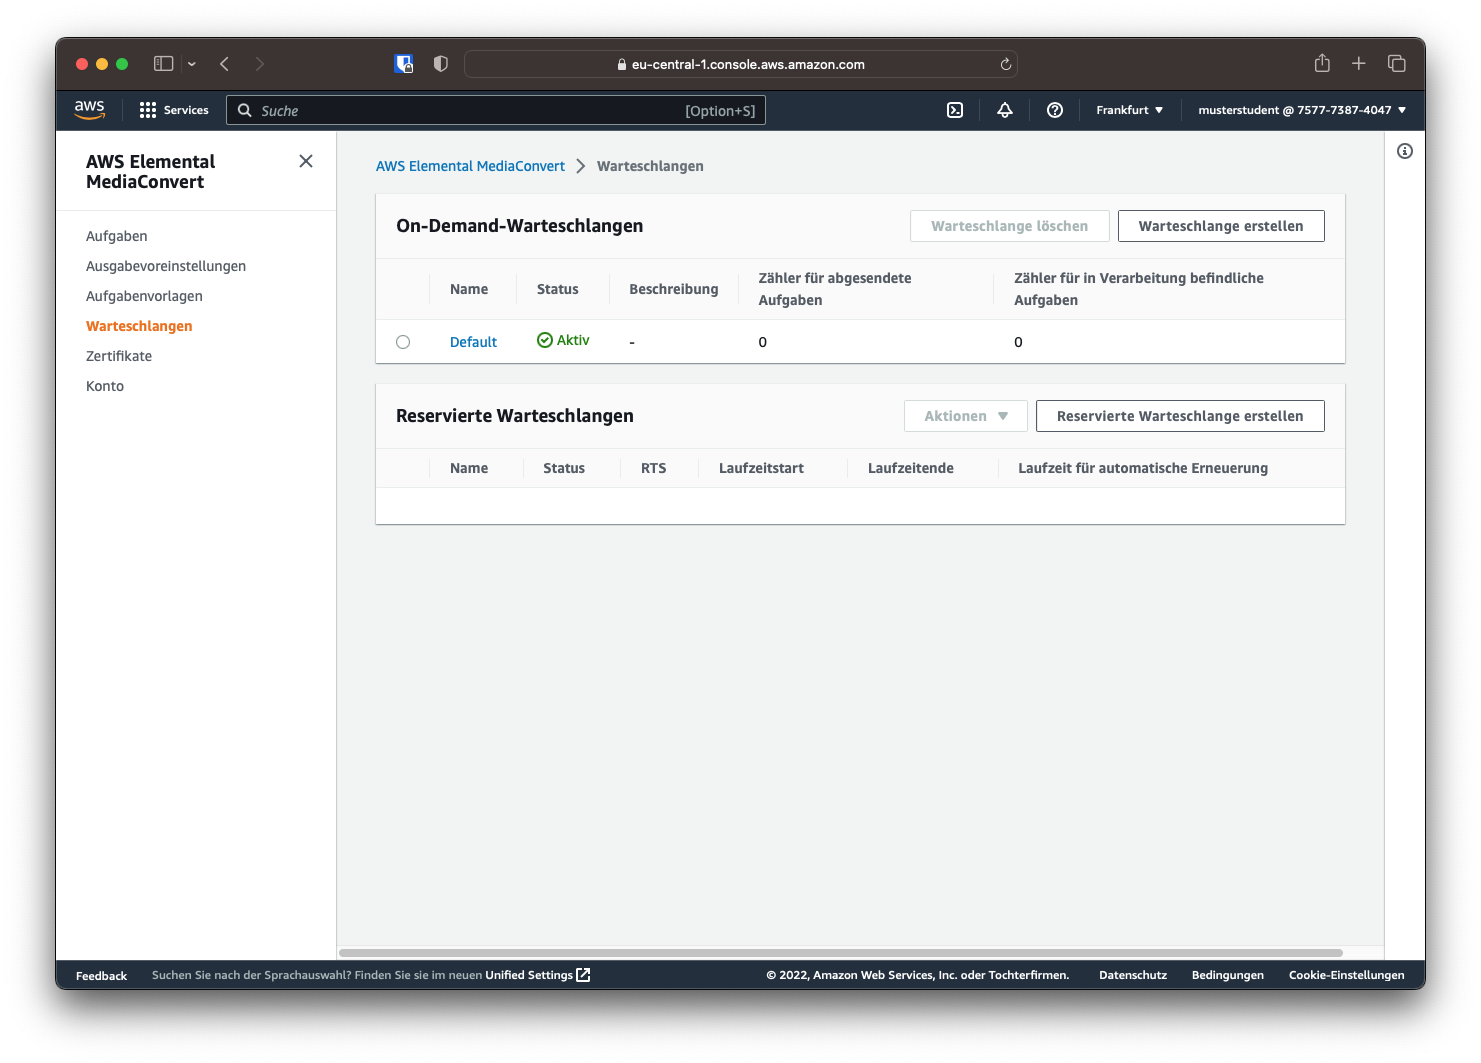 eu-central-1.console.aws.amazon.com
aws
Services
Suche
[Option+S]
Frankfurt
musterstudent @ 7577-7387-4047
AWS Elemental
MediaConvert
Aufgaben
Ausgabevoreinstellungen
Aufgabenvorlagen
Warteschlangen
Zertifikate
Konto
AWS Elemental MediaConvert
Warteschlangen
On-Demand-Warteschlangen
Warteschlange löschen
Warteschlange erstellen
Name
Status
Beschreibung
Zähler für abgesendete
Aufgaben
Zähler für in Verarbeitung befindliche
Aufgaben
Default
Aktiv
-
0
0
Reservierte Warteschlangen
Aktionen
Reservierte Warteschlange erstellen
Name
Status
RTS
Laufzeitstart
Laufzeitende
Laufzeit für automatische Erneuerung
Feedback
Suchen Sie nach der Sprachauswahl? Finden Sie sie im neuen Unified Settings
© 2022, Amazon Web Services, Inc. oder Tochterfirmen.
Datenschutz
Bedingungen
Cookie-Einstellungen